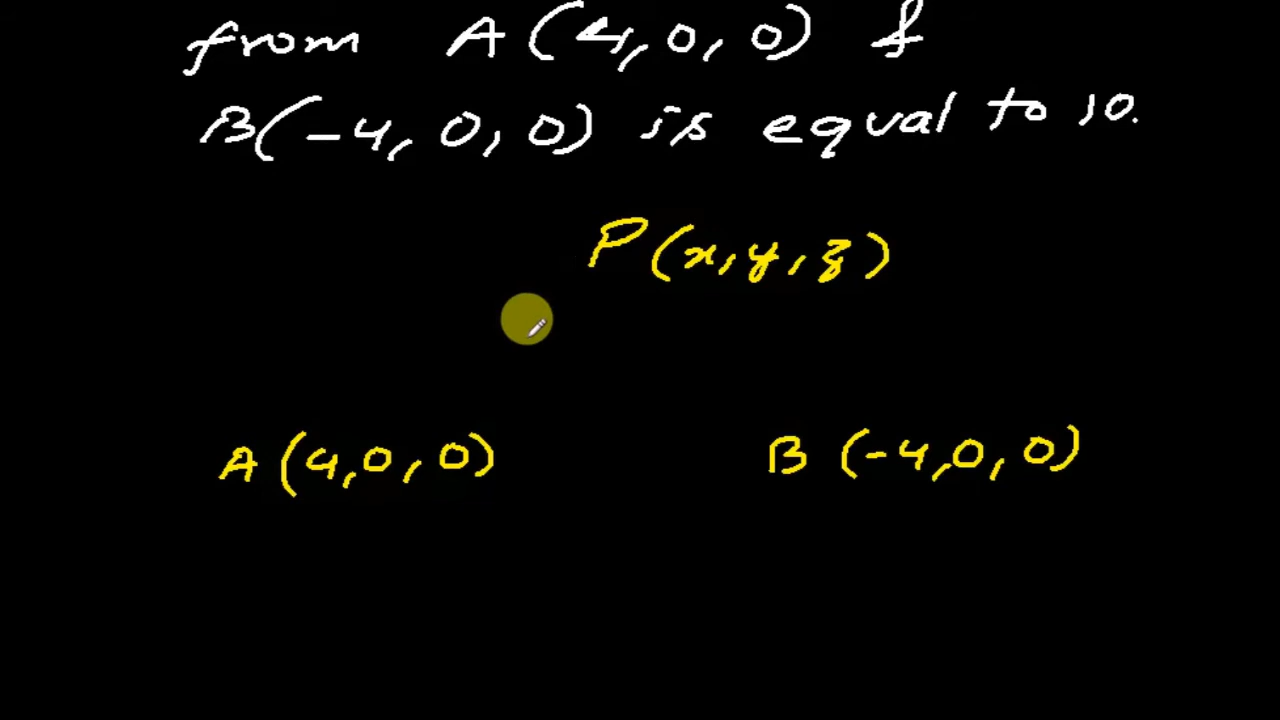 from A(4,0,0) &
B(-4,0,0) is equal to 10.
P(x,y,z)
A(4,0,0) B(-4,0,0)